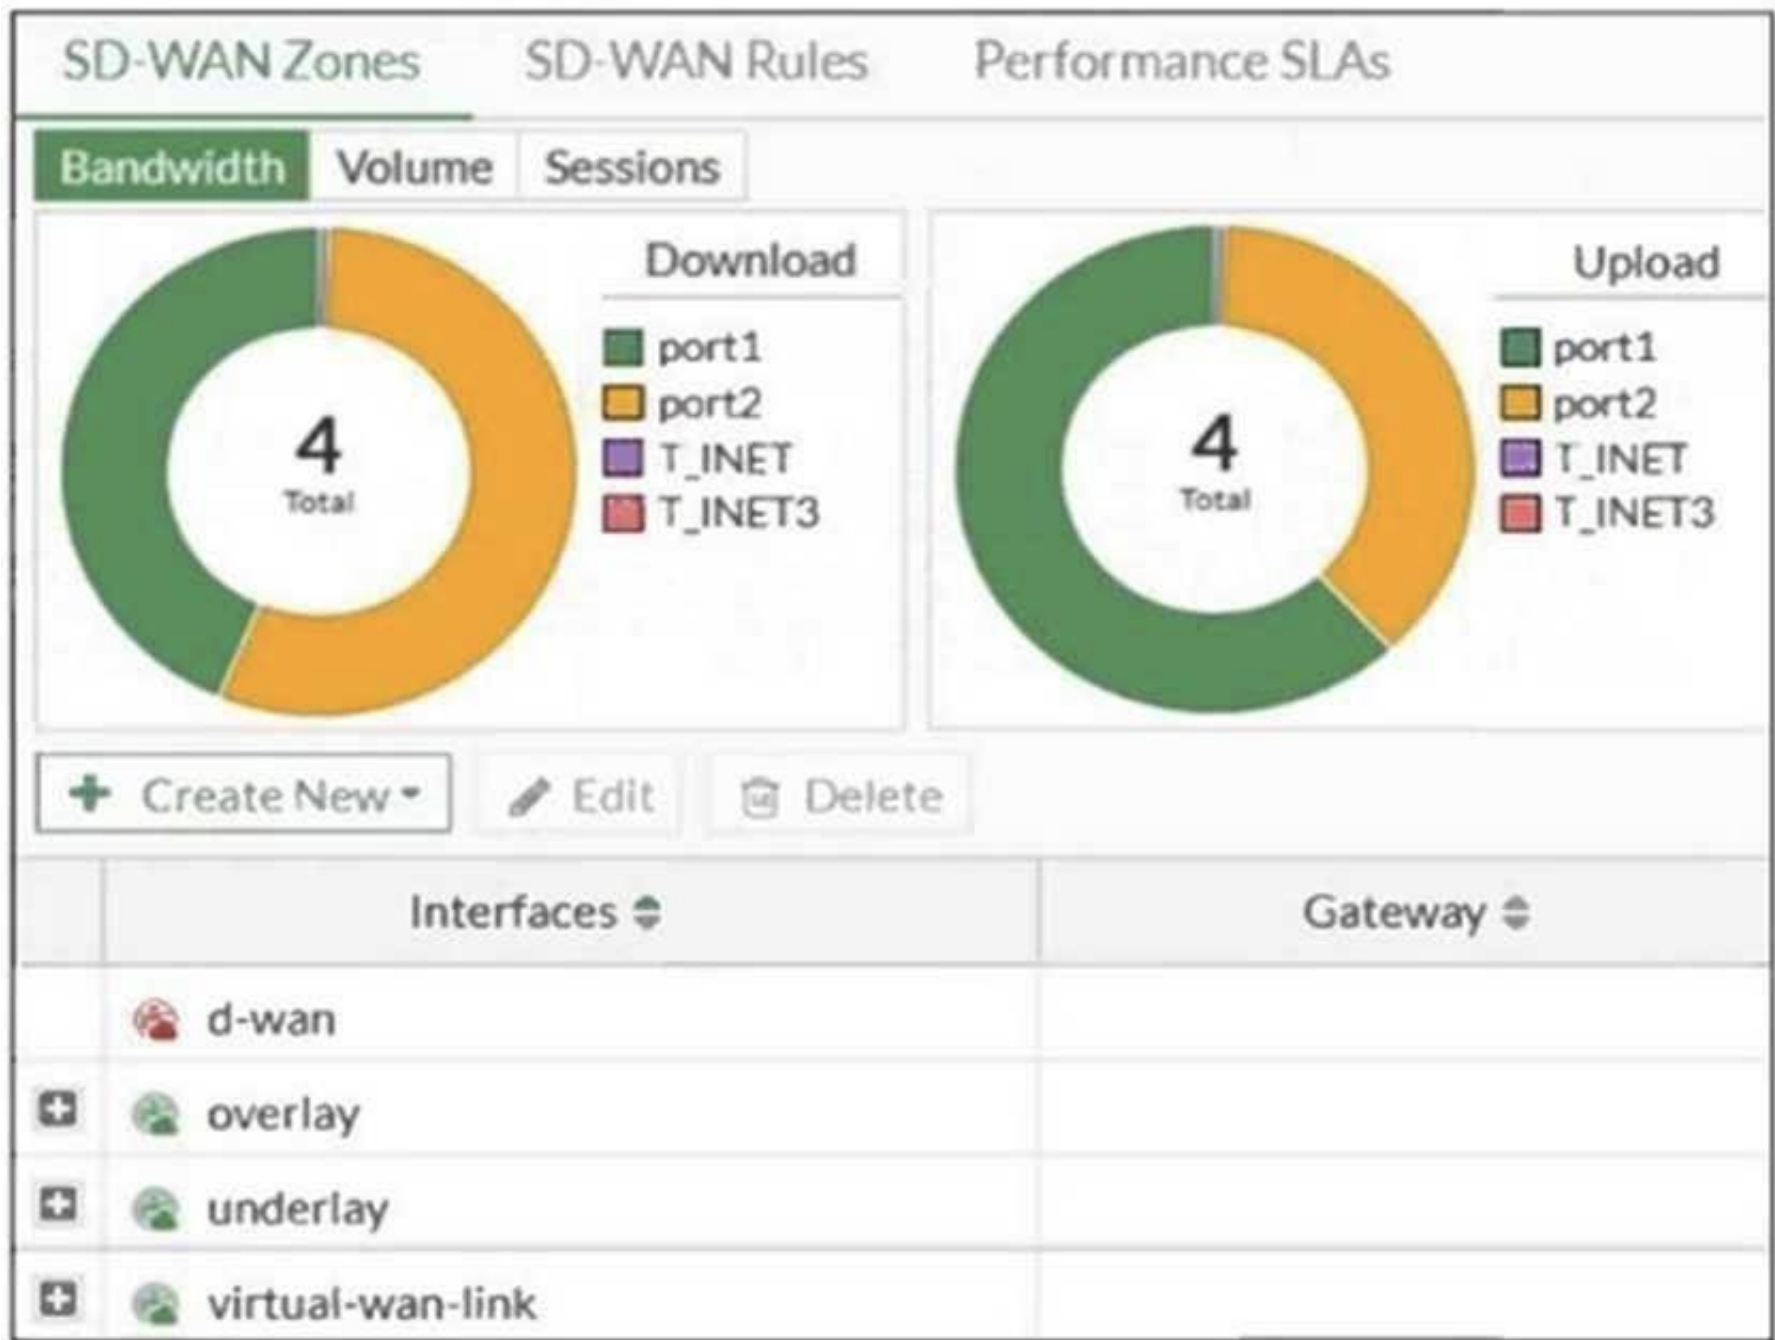 SD-WAN Zones SD-WAN Rules Performance SLAs
Bandwidth Volume Sessions
Download
port1
port2
T_INET
T_INET3
4
Total
Upload
port1
port2
T_INET
T_INET3
4
Total
Create New Edit Delete
Interfaces Gateway
d-wan
overlay
underlay
virtual-wan-link